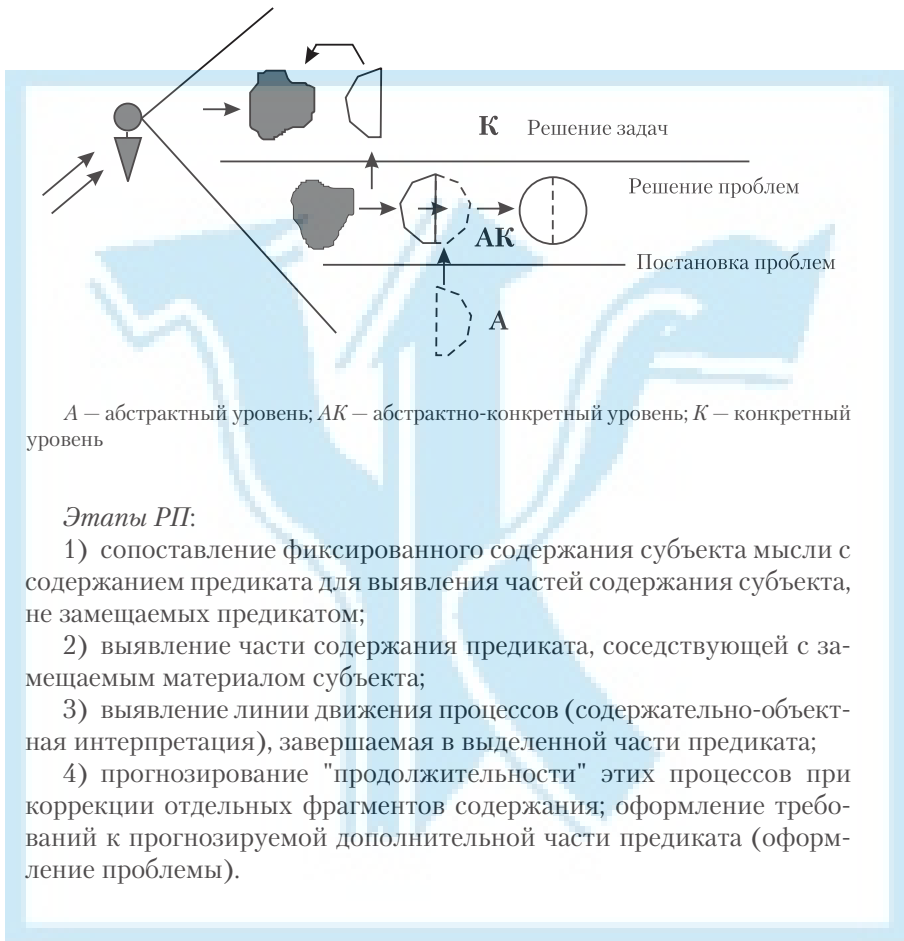 К Решение задач
Решение проблем
АК
Постановка проблем
А
А — абстрактный уровень; АК — абстрактно-конкретный уровень; К — конкретный
уровень
Этапы РП:
1) сопоставление фиксированного содержания субъекта мысли с
содержанием предиката для выявления частей содержания субъекта,
не замещаемых предикатом;
2) выявление части содержания предиката, соседствующей с за-
мещаемым материалом субъекта;
3) выявление линии движения процессов (содержательно-объект-
ная интерпретация), завершаемая в выделенной части предиката;
4) прогнозирование "продолжительности" этих процессов при
коррекции отдельных фрагментов содержания; оформление требо-
ваний к прогнозируемой дополнительной части предиката (оформ-
ление проблемы).